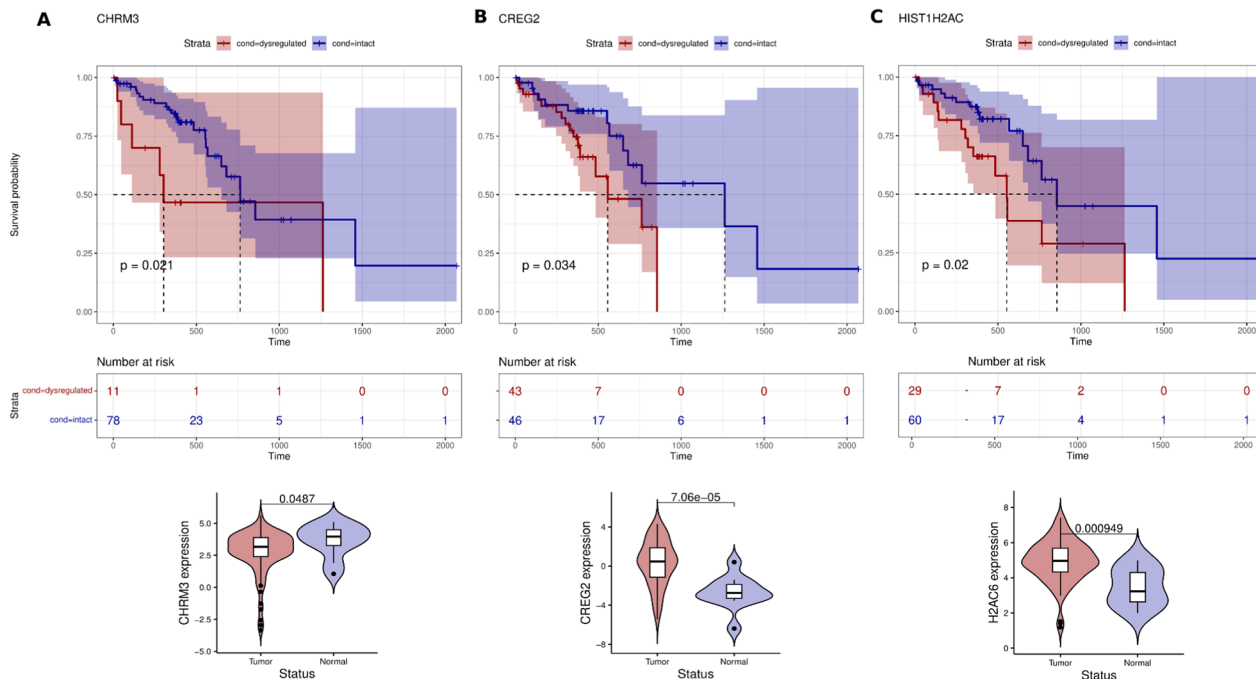 A CHRM3
Strata cond=dysregulated cond=intact
Survival probability
1.00
0.75
0.50
0.25
0.00
p = 0.021
0 500 1000 1500 2000
Time
Number at risk
Strata
cond=dysregulated 11 1 1 0 0
cond=intact 78 23 5 1 1
0 500 1000 1500 2000
Time
B CREG2
Strata cond=dysregulated cond=intact
1.00
0.75
0.50
0.25
0.00
p = 0.034
0 500 1000 1500 2000
Time
Number at risk
- 43 7 0 0 0
- 46 17 6 1 1
0 500 1000 1500 2000
Time
C HIST1H2AC
Strata cond=dysregulated cond=intact
1.00
0.75
0.50
0.25
0.00
p = 0.02
0 500 1000 1500 2000
Time
Number at risk
29 - 7 2 0 0
60 - 17 4 1 1
0 500 1000 1500 2000
Time
CHRM3 expression
0.0487
5.0
2.5
0.0
−2.5
−5.0
Tumor Normal
Status
CREG2 expression
7.06e−05
4
0
−4
−8
Tumor Normal
Status
H2AC6 expression
0.000949
8
6
4
2
0
Tumor Normal
Status